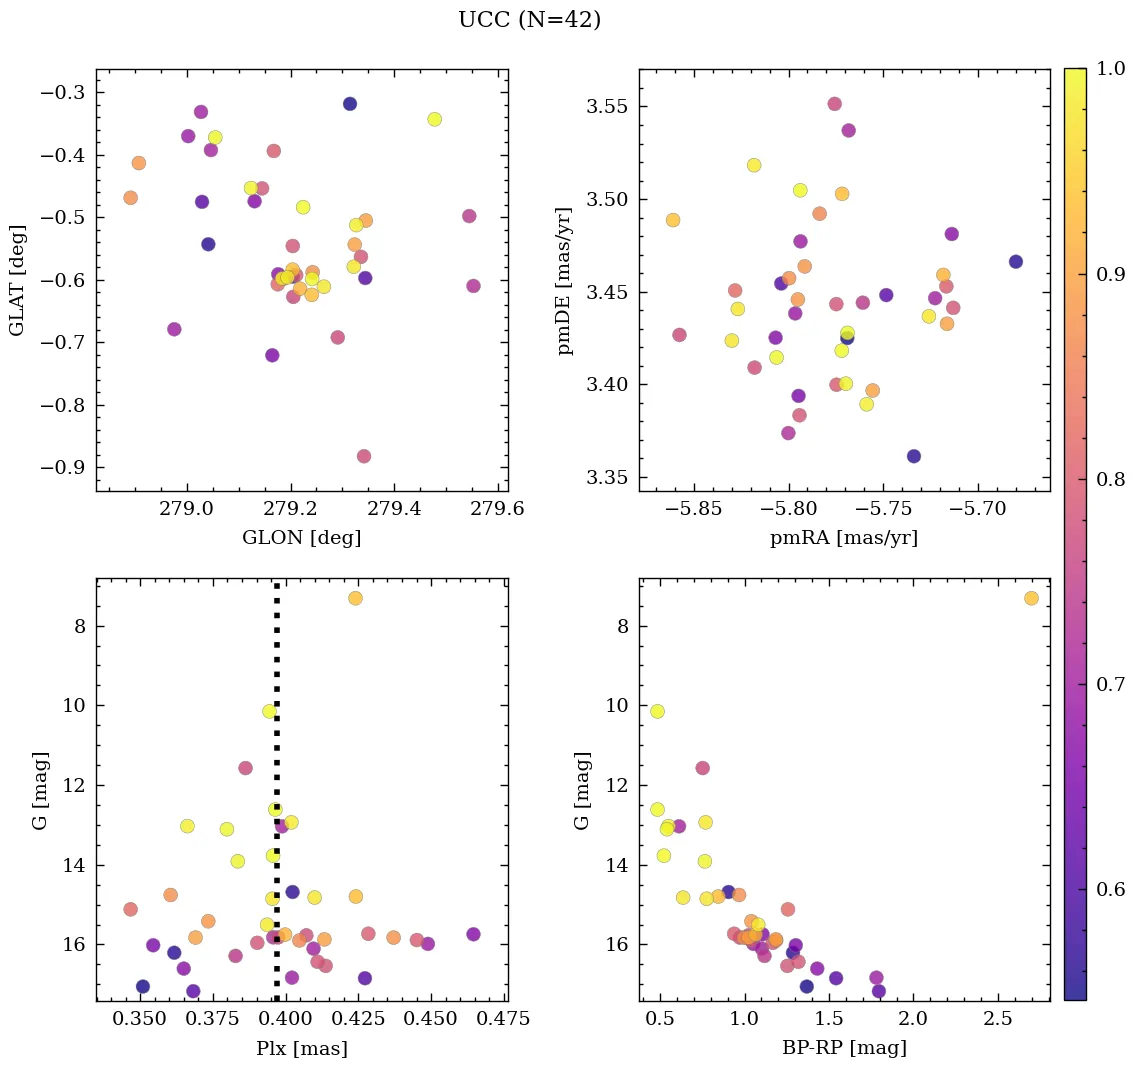 UCC (N=42)
−0.3
−0.4
−0.5
−0.6
−0.7
−0.8
−0.9
GLAT [deg]
279.0 279.2 279.4 279.6
GLON [deg]
3.55
3.50
3.45
3.40
3.35
pmDE [mas/yr]
−5.85 −5.80 −5.75 −5.70
pmRA [mas/yr]
8
10
12
14
16
G [mag]
0.350 0.375 0.400 0.425 0.450 0.475
Plx [mas]
8
10
12
14
16
G [mag]
0.5 1.0 1.5 2.0 2.5
BP-RP [mag]
1.0
0.9
0.8
0.7
0.6